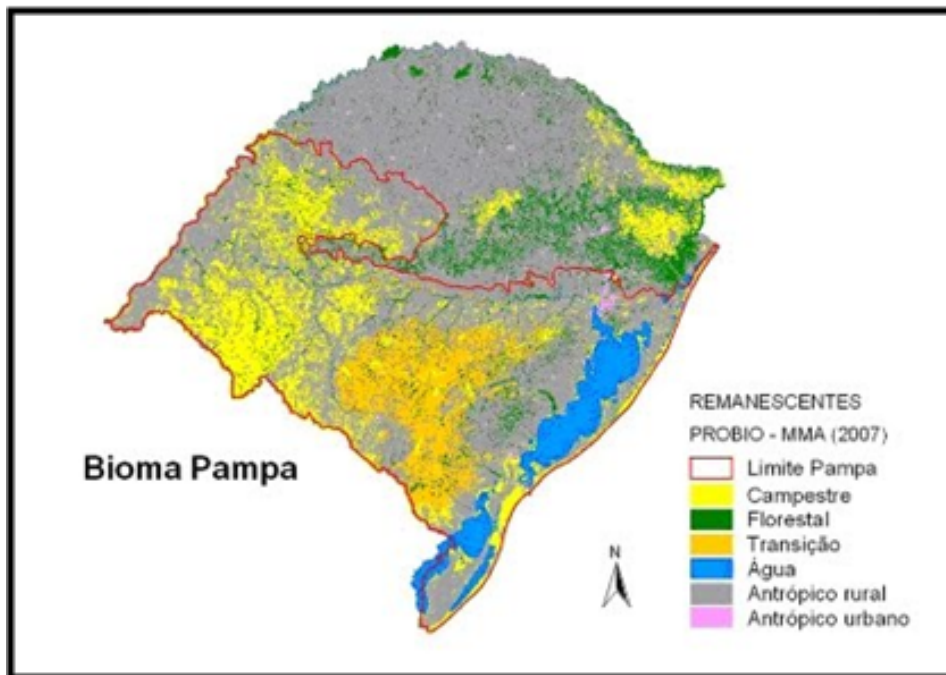 Bioma Pampa
REMANESCENTES
PROBIO - MMA (2007)
Limite Pampa
Campestre
Florestal
Transição
Água
Antrópico rural
Antrópico urbano
N